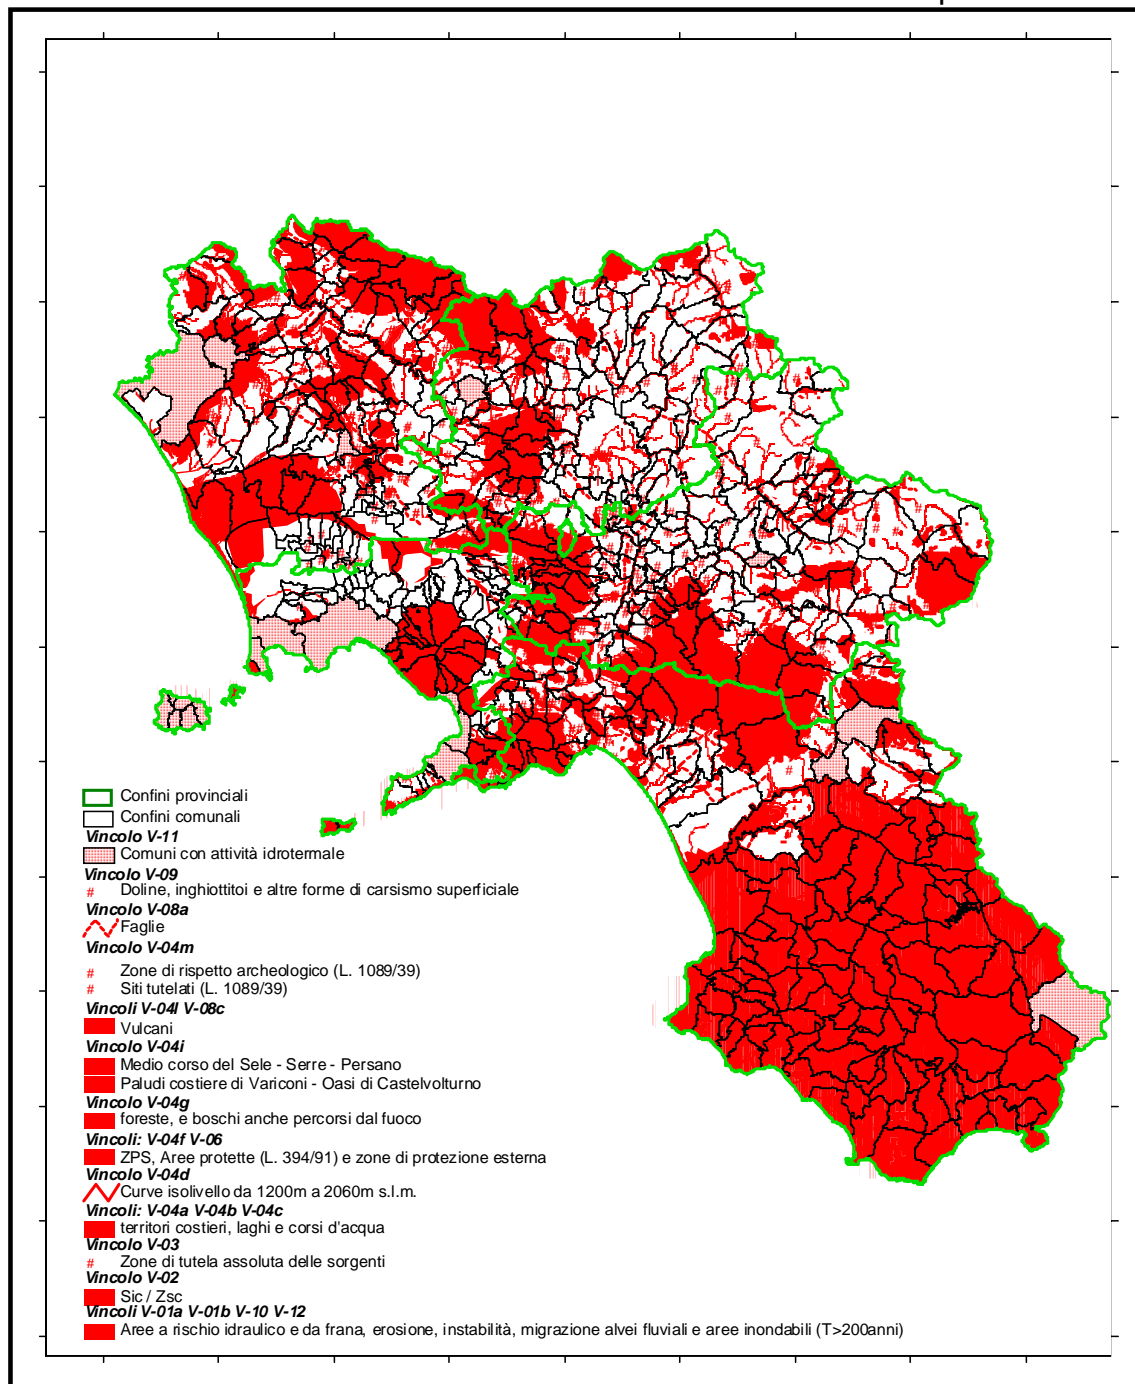 Confini provinciali
Confini comunali
Vincolo V-11
Comuni con attività idrotermale
Vincolo V-09
# Doline, inghiottitoi e altre forme di carsismo superficiale
Vincolo V-08a
Faglie
Vincolo V-04m
# Zone di rispetto archeologico (L. 1089/39)
# Siti tutelati (L. 1089/39)
Vincoli V-04l V-08c
Vulcani
Vincolo V-04i
Medio corso del Sele - Serre - Persano
Paludi costiere di Variconi - Oasi di Castelvolturno
Vincolo V-04g
foreste, e boschi anche percorsi dal fuoco
Vincoli: V-04f V-06
ZPS, Aree protette (L. 394/91) e zone di protezione esterna
Vincolo V-04d
Curve isolivello da 1200m a 2060m s.l.m.
Vincoli: V-04a V-04b V-04c
territori costieri, laghi e corsi d'acqua
Vincolo V-03
# Zone di tutela assoluta delle sorgenti
Vincolo V-02
Sic / Zsc
Vincoli V-01a V-01b V-10 V-12
Aree a rischio idraulico e da frana, erosione, instabilità, migrazione alvei fluviali e aree inondabili (T>200anni)